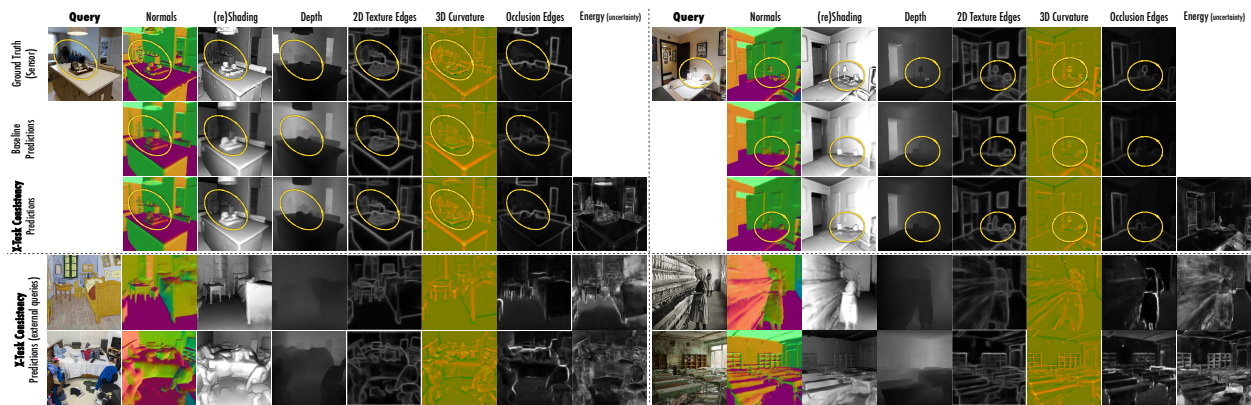 Query Normals (re)Shading Depth 2D Texture Edges 3D Curvature Occlusion Edges Energy (uncertainty)
Query Normals (re)Shading Depth 2D Texture Edges 3D Curvature Occlusion Edges Energy (uncertainty)
Ground Truth
(Sensor)
Baseline
Predictions
X-Task Consistency
Predictions
X-Task Consistency
Predictions (external queries)